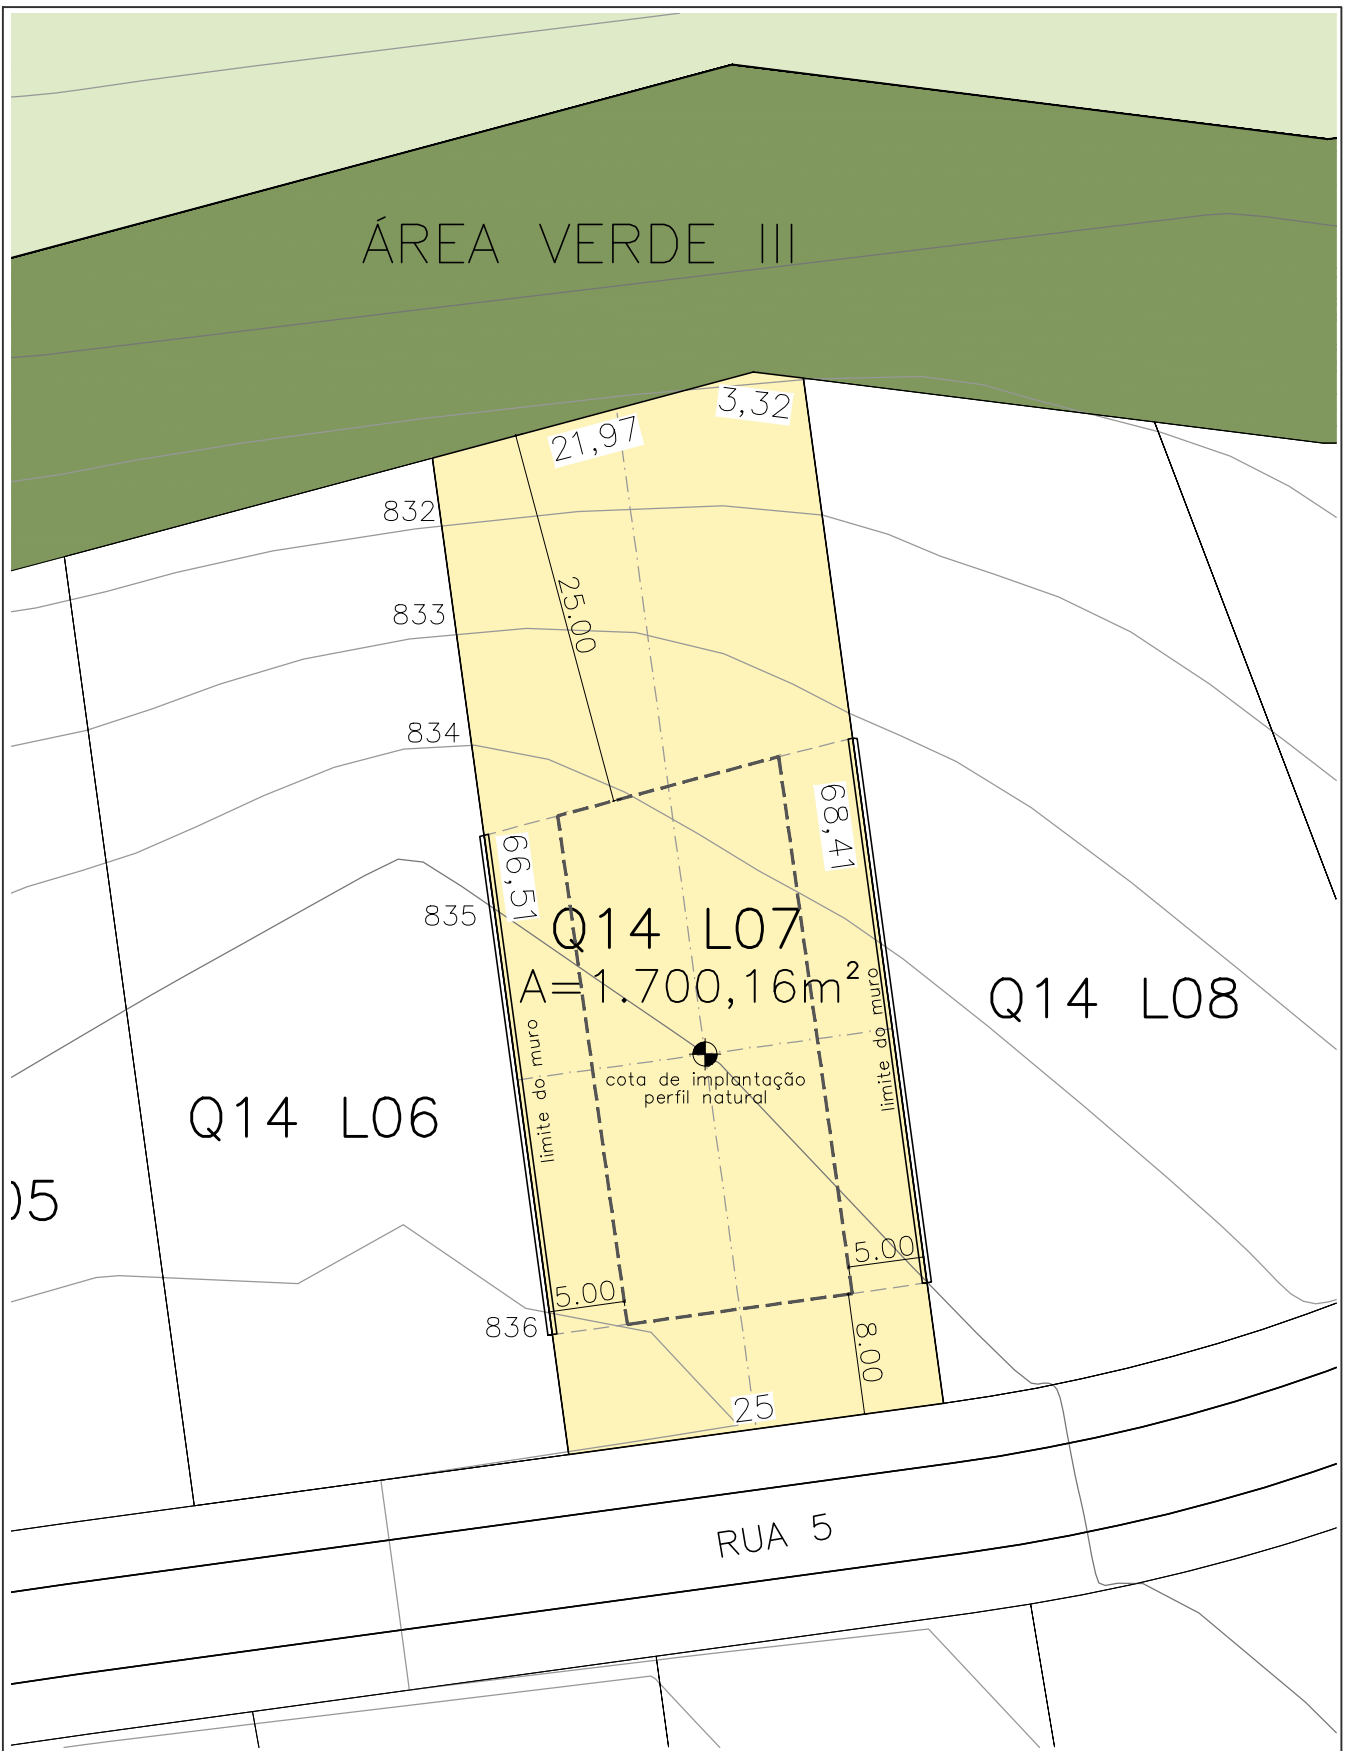 ÁREA VERDE III
3,32
21,97
832
25.00
833
834
68,41
66,51
835
Q14 L07
A=1.700,16m²
limite do muro
limite do muro
Q14 L08
cota de implantação
perfil natural
Q14 L06
05
5.00
5.00
836
8.00
25
RUA 5